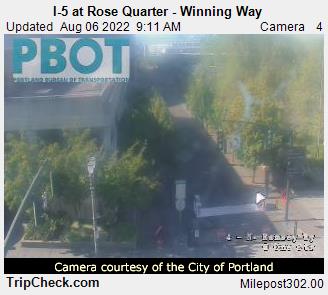 I-5 at Rose Quarter - Winning Way
Updated Aug 06 2022 9:11 AM Camera 4
PBOT
PORTLAND BUREAU OF TRANSPORTATION
Camera courtesy of the City of Portland
TripCheck.com Milepost302.00